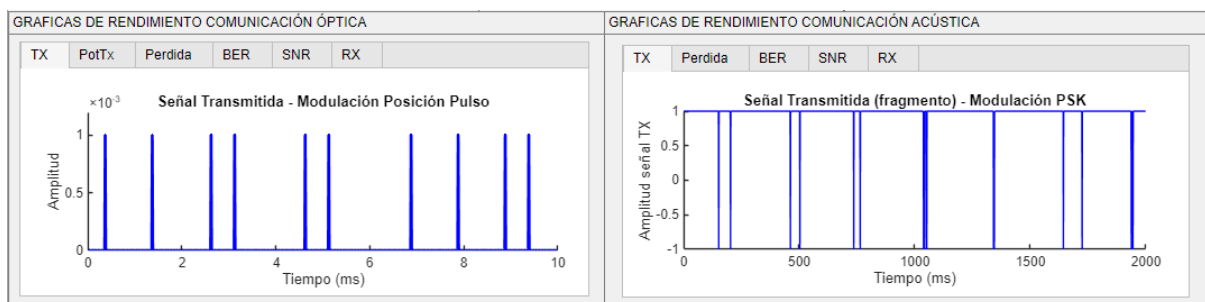 GRAFICAS DE RENDIMIENTO COMUNICACIÓN ÓPTICA
TX PotTx Perdida BER SNR RX
×10⁻³
Señal Transmitida - Modulación Posición Pulso
1
0.5
0
Amplitud
0 2 4 6 8 10
Tiempo (ms)
GRAFICAS DE RENDIMIENTO COMUNICACIÓN ACÚSTICA
TX Perdida BER SNR RX
Señal Transmitida (fragmento) - Modulación PSK
1
0.5
0
-0.5
-1
Amplitud señal TX
0 500 1000 1500 2000
Tiempo (ms)